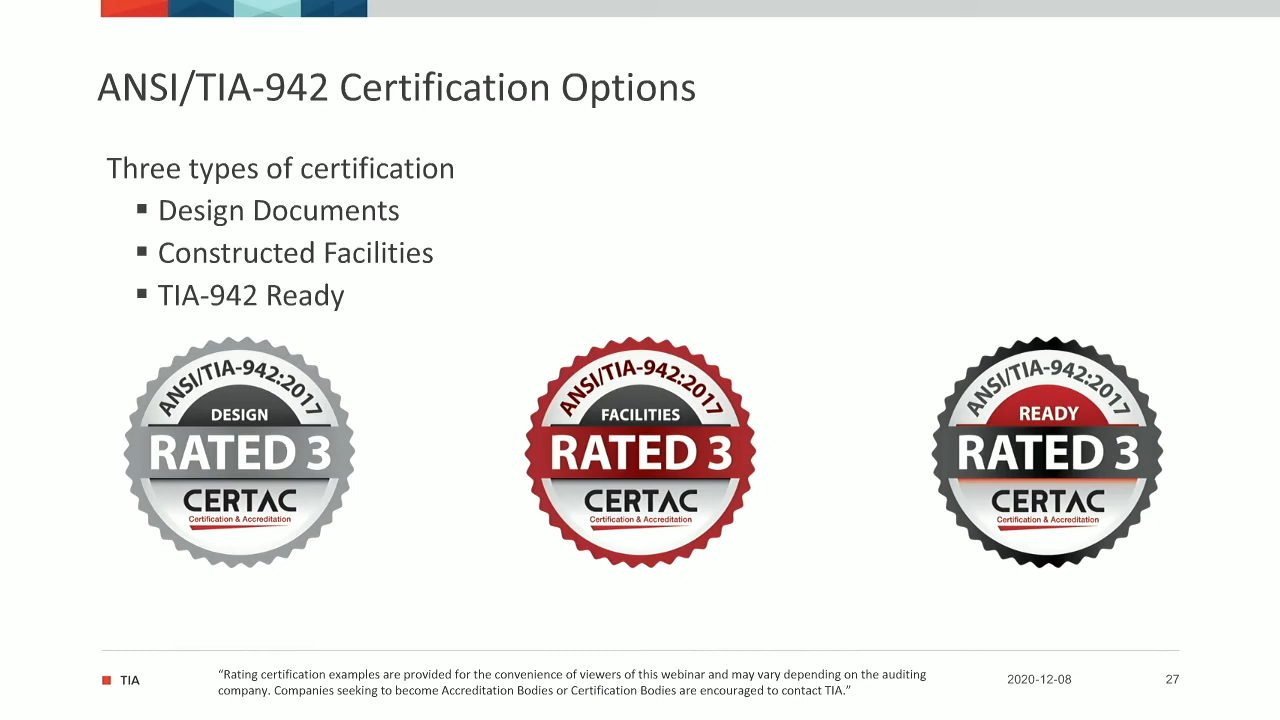 ANSI/TIA-942 Certification Options
Three types of certification
▪ Design Documents
▪ Constructed Facilities
▪ TIA-942 Ready
ANSI/TIA-942:2017
DESIGN
RATED 3
CERTAC
Certification & Accreditation
ANSI/TIA-942:2017
FACILITIES
RATED 3
CERTAC
Certification & Accreditation
ANSI/TIA-942:2017
READY
RATED 3
CERTAC
Certification & Accreditation
TIA
“Rating certification examples are provided for the convenience of viewers of this webinar and may vary depending on the auditing
company. Companies seeking to become Accreditation Bodies or Certification Bodies are encouraged to contact TIA.”
2020-12-08
27